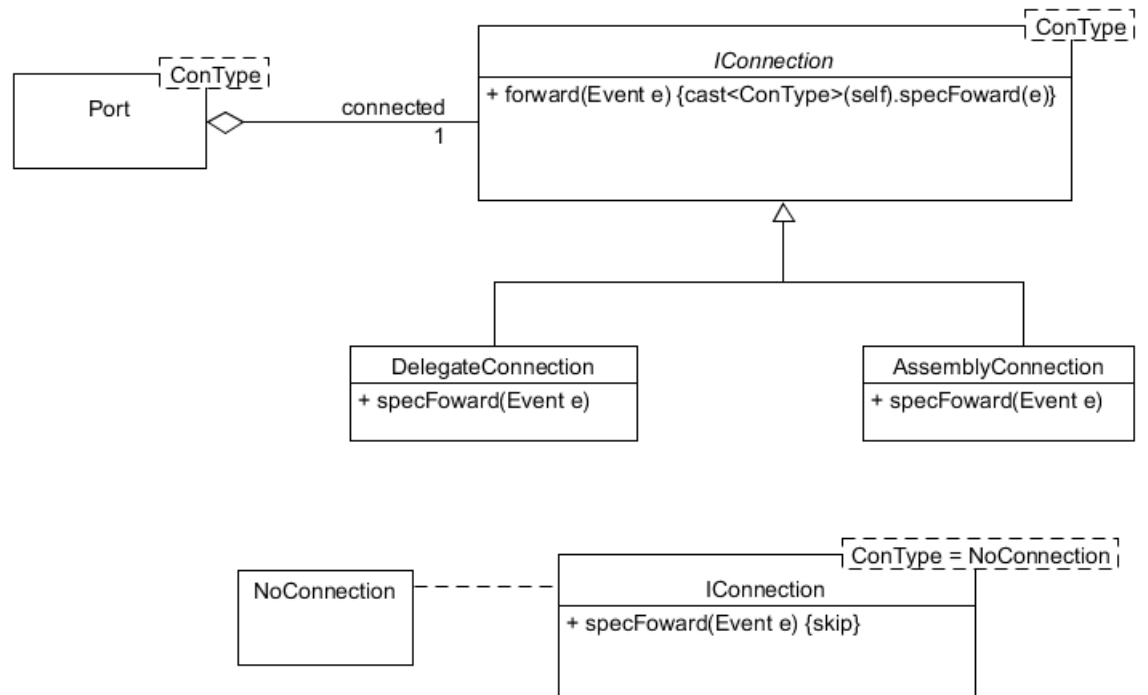 ConType
Port
connected
1
ConType
IConnection
+ forward(Event e) {cast<ConType>(self).specFoward(e)}
DelegateConnection
+ specFoward(Event e)
AssemblyConnection
+ specFoward(Event e)
NoConnection
ConType = NoConnection
IConnection
+ specFoward(Event e) {skip}